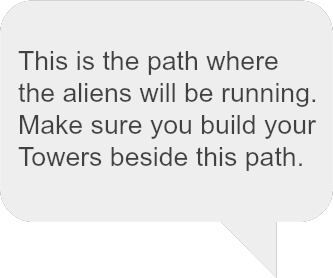 This is the path where
the aliens will be running.
Make sure you build your
Towers beside this path.